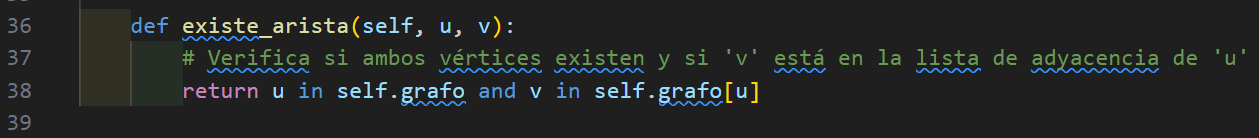 36 def existe_arista(self, u, v):
37 # Verifica si ambos vértices existen y si 'v' está en la lista de adyacencia de 'u'
38 return u in self.grafo and v in self.grafo[u]
39